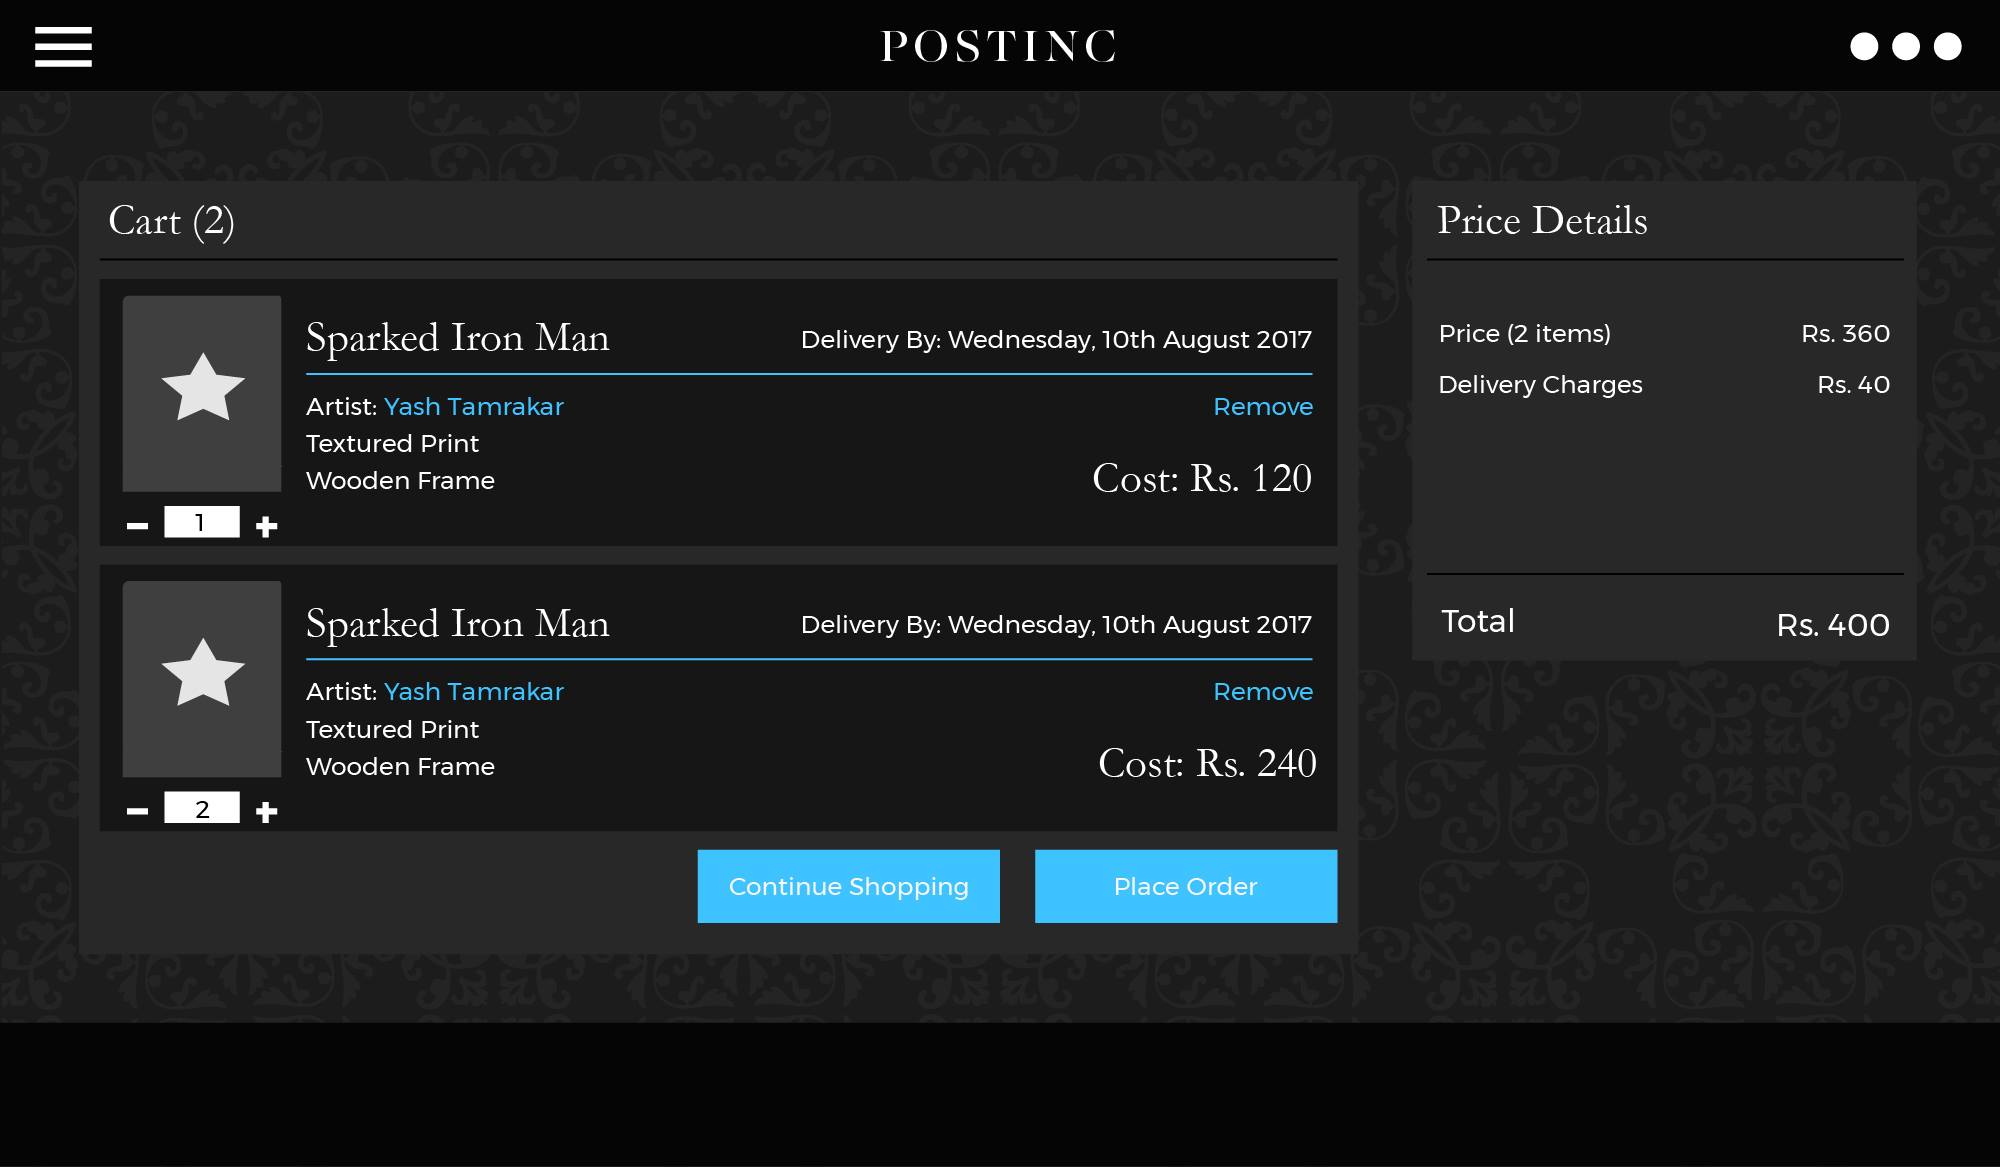 POSTINC
Cart (2)
Sparked Iron Man
Delivery By: Wednesday, 10th August 2017
Artist: Yash Tamrakar
Remove
Textured Print
Wooden Frame
Cost: Rs. 120
1
Sparked Iron Man
Delivery By: Wednesday, 10th August 2017
Artist: Yash Tamrakar
Remove
Textured Print
Wooden Frame
Cost: Rs. 240
2
Continue Shopping
Place Order
Price Details
Price (2 items) Rs. 360
Delivery Charges Rs. 40
Total Rs. 400